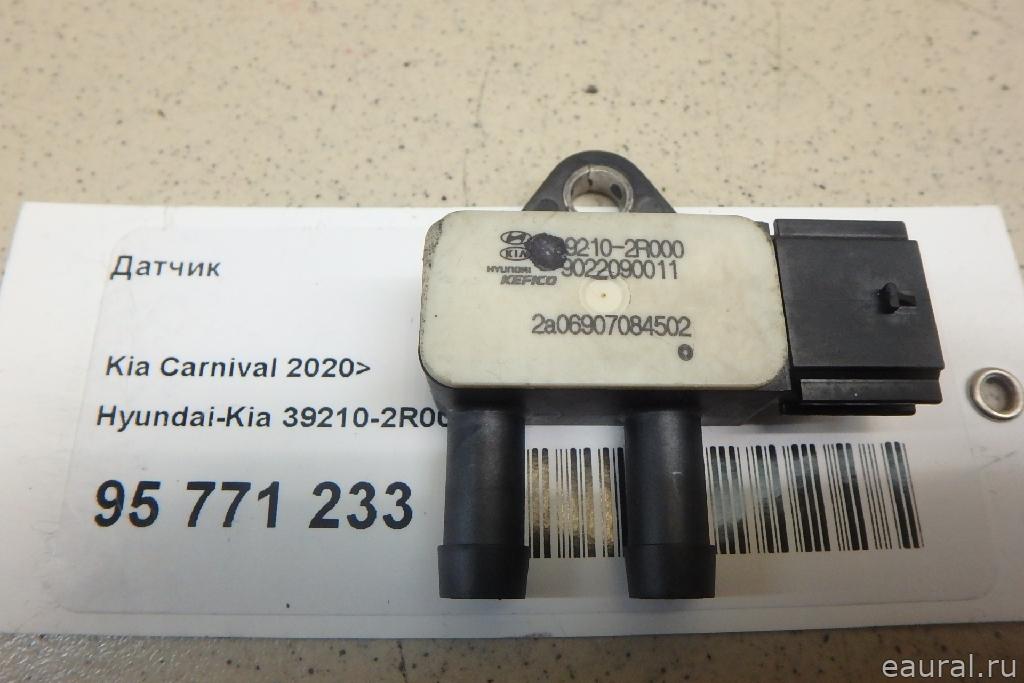 39210-2R000
KIA
9022090011
HYUNDAI
KEFICO
2a06907084502
Датчик
Kia Carnival 2020>
Hyundai-Kia 39210-2R00
95 771 233
eaural.ru